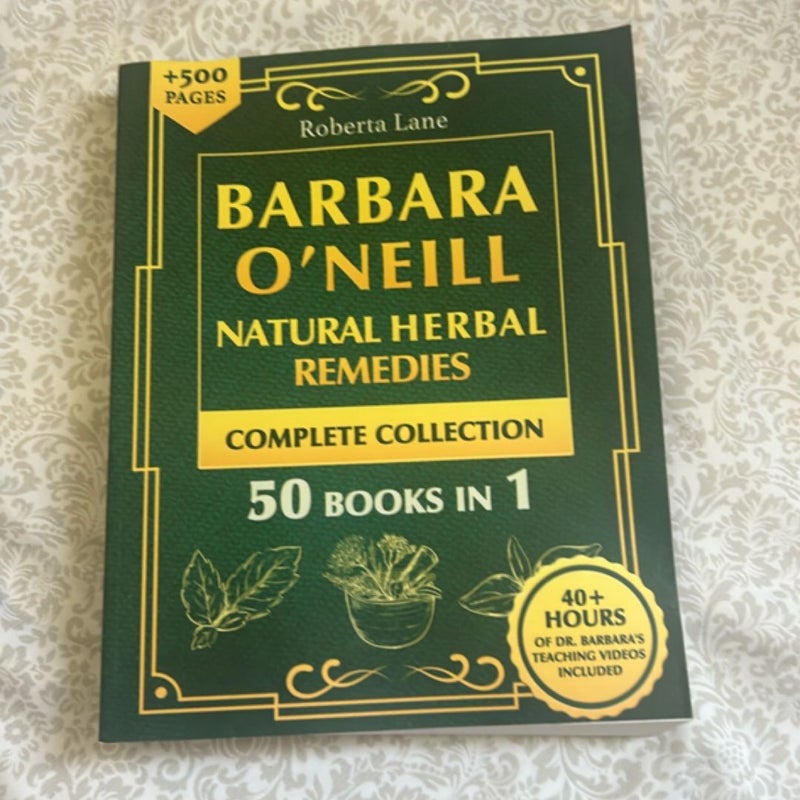 +500
PAGES
Roberta Lane
BARBARA
O'NEILL
NATURAL HERBAL
REMEDIES
COMPLETE COLLECTION
50 BOOKS IN 1
40+
HOURS
OF DR. BARBARA'S
TEACHING VIDEOS
INCLUDED